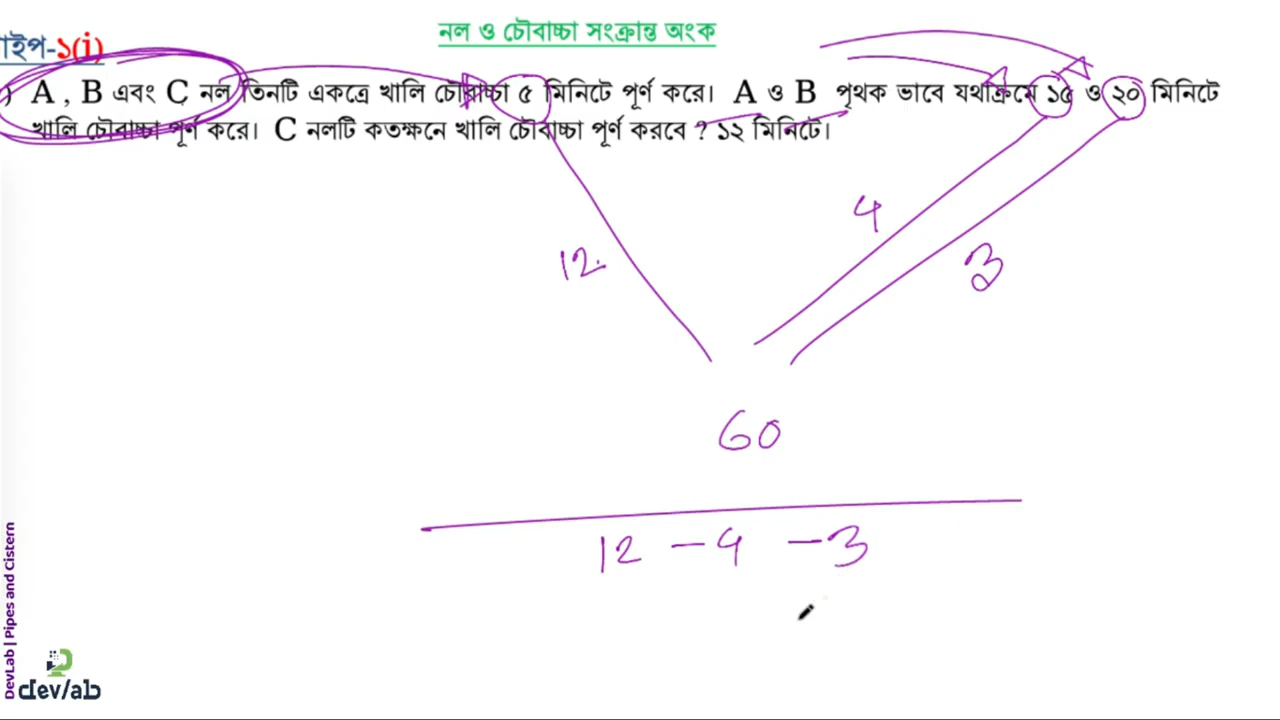 নল ও চৌবাচ্চা সংক্রান্ত অংক
াইপ-১(i)
) A , B এবং C নল তিনটি একত্রে খালি চৌবাচ্চা ৫ মিনিটে পূর্ণ করে। A ও B পৃথক ভাবে যথাক্রমে ১৫ ও ২০ মিনিটে
খালি চৌবাচ্চা পূর্ণ করে। C নলটি কতক্ষনে খালি চৌবাচ্চা পূর্ণ করবে ? ১২ মিনিটে।
4
12
3
60
12 - 4 - 3
DevLab | Pipes and Cistern
dev/ab